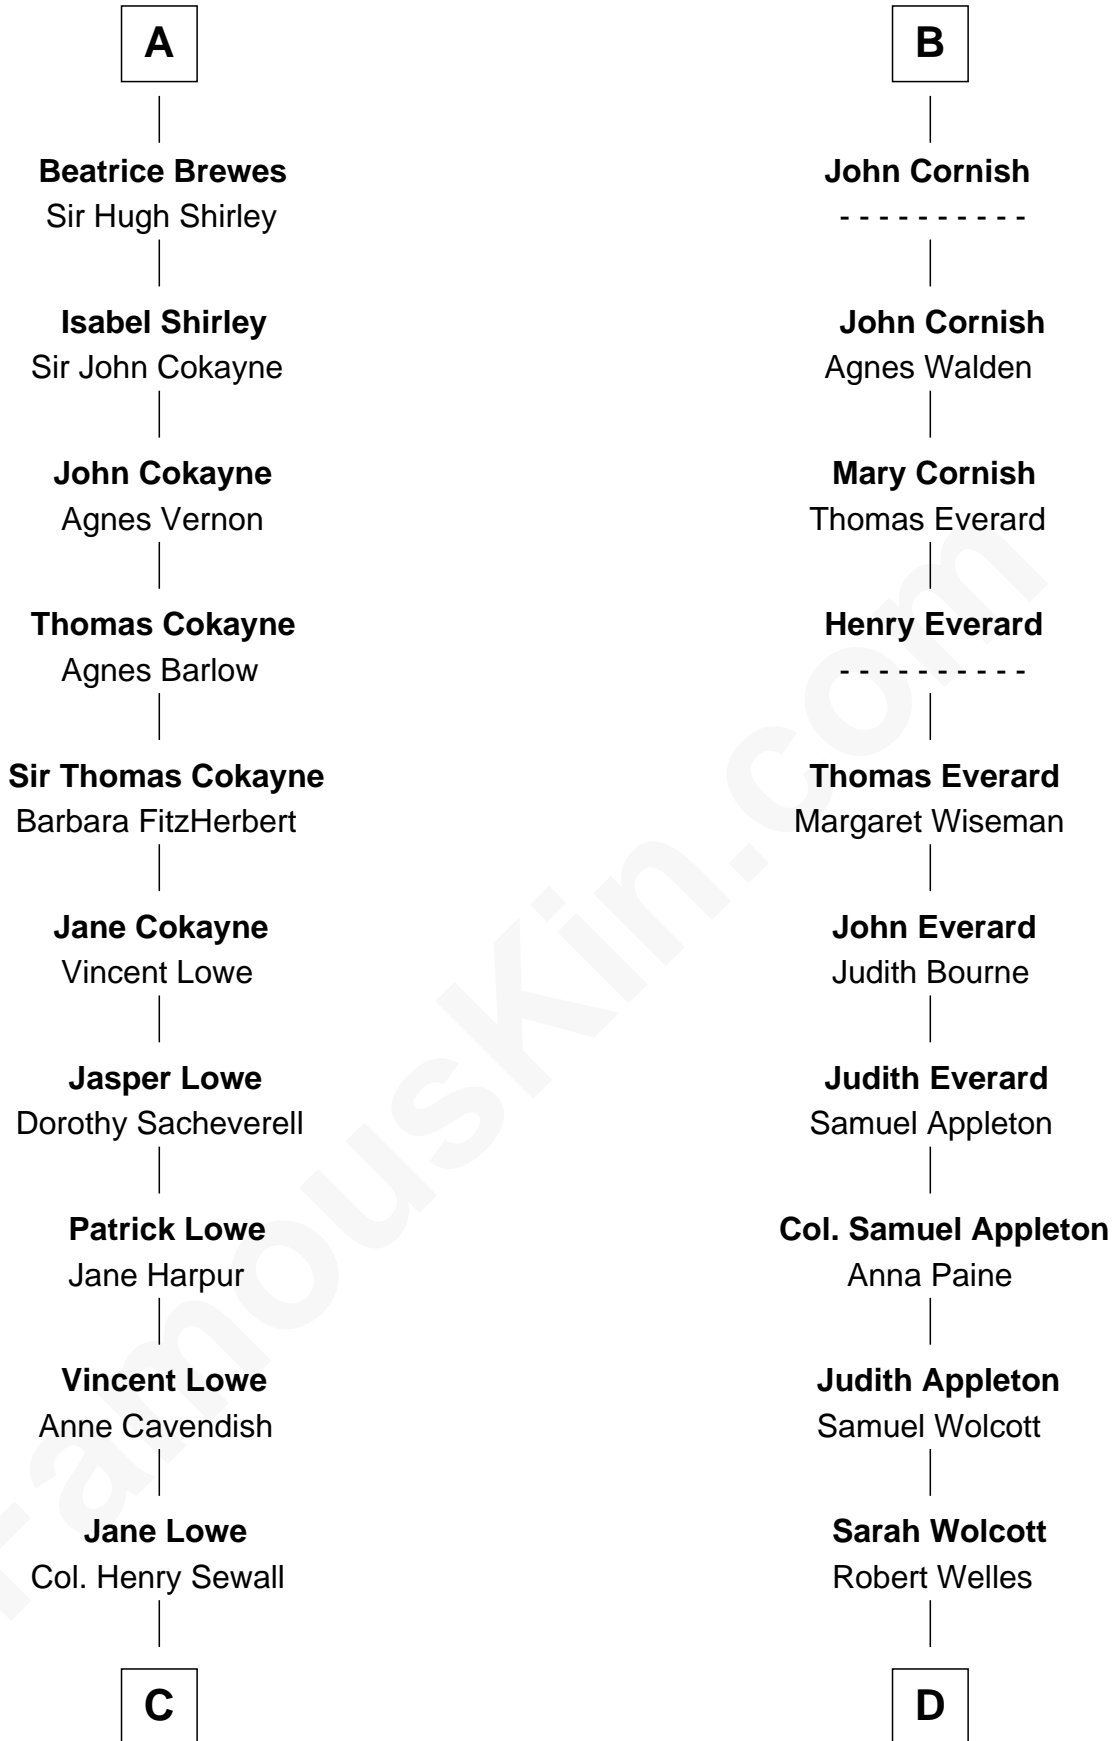 A
Beatrice Brewes
Sir Hugh Shirley
Isabel Shirley
Sir John Cokayne
John Cokayne
Agnes Vernon
Thomas Cokayne
Agnes Barlow
Sir Thomas Cokayne
Barbara FitzHerbert
Jane Cokayne
Vincent Lowe
Jasper Lowe
Dorothy Sacheverell
Patrick Lowe
Jane Harpur
Vincent Lowe
Anne Cavendish
Jane Lowe
Col. Henry Sewall
C
B
John Cornish
- - - - - - - - - -
John Cornish
Agnes Walden
Mary Cornish
Thomas Everard
Henry Everard
- - - - - - - - - -
Thomas Everard
Margaret Wiseman
John Everard
Judith Bourne
Judith Everard
Samuel Appleton
Col. Samuel Appleton
Anna Paine
Judith Appleton
Samuel Wolcott
Sarah Wolcott
Robert Welles
D
FamousKin.com